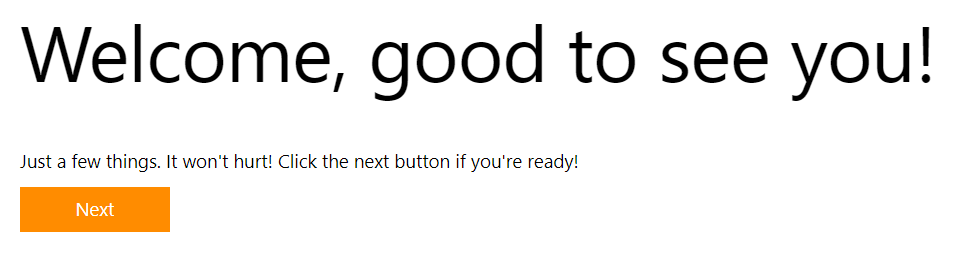 Welcome, good to see you!
Just a few things. It won't hurt! Click the next button if you're ready!
Next